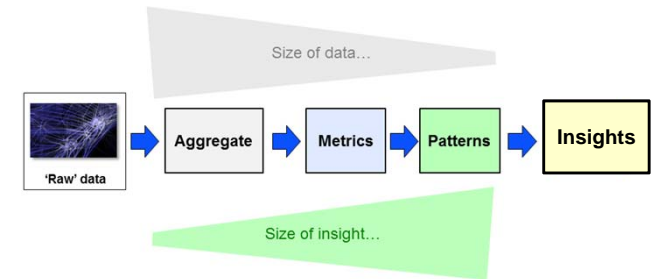 Size of data…
'Raw' data
Aggregate
Metrics
Patterns
Insights
Size of insight…